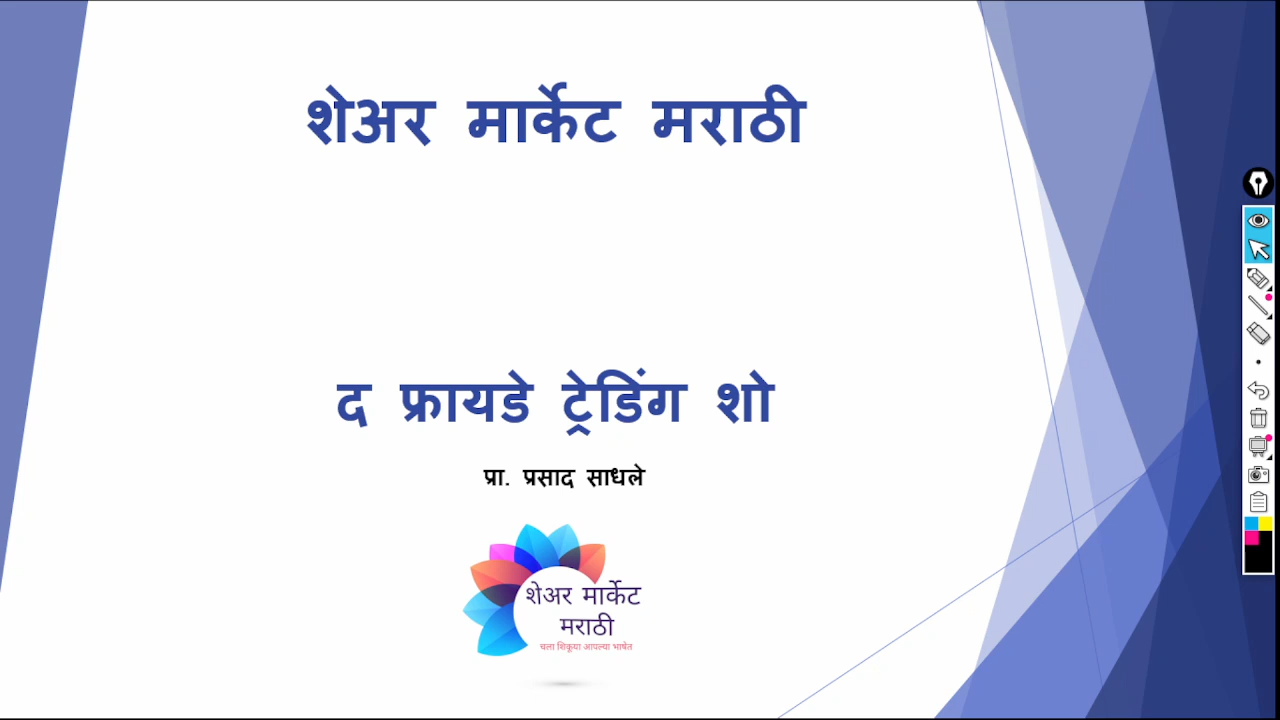 शेअर मार्केट मराठी
द फ्रायडे ट्रेडिंग शो
प्रा. प्रसाद साधले
शेअर मार्केट
मराठी
चला शिकूया आपल्या भाषेत